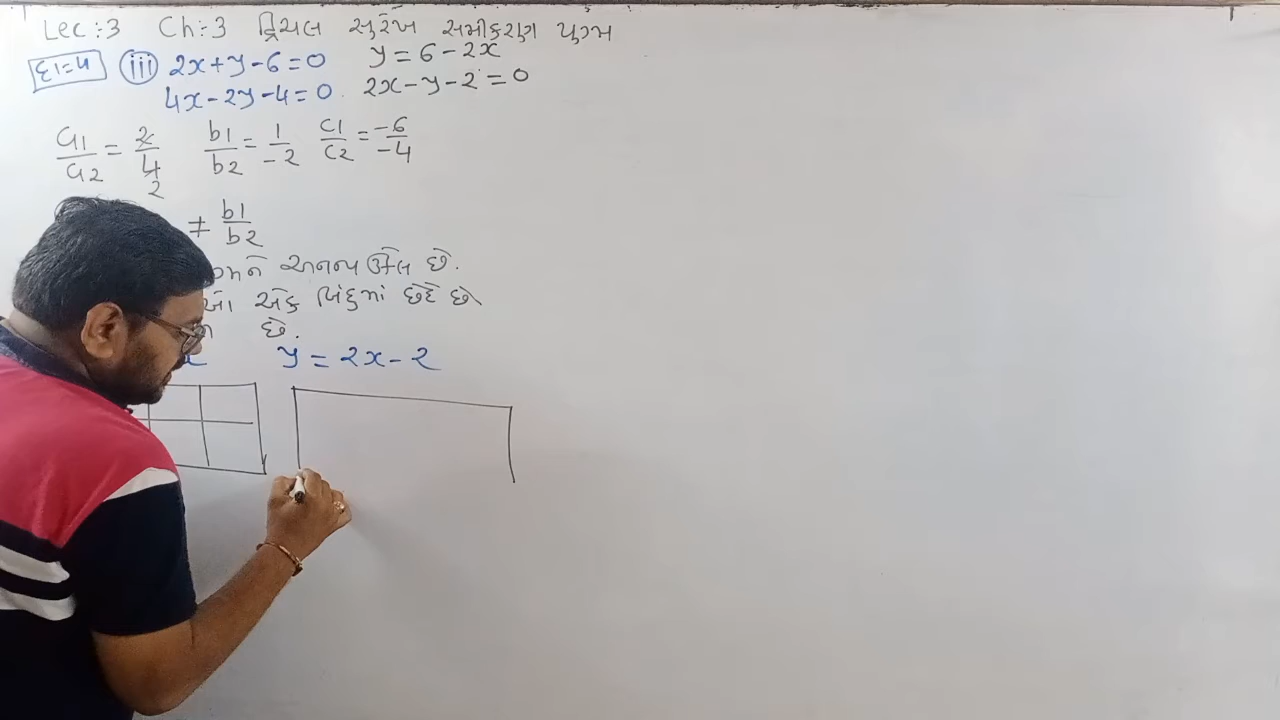 Lec:3 Ch:3 દ્વિચલ સુરેખ સમીકરણ યુગ્મ
દા=4 (iii) 2x+y-6=0 y=6-2x
4x-2y-4=0 2x-y-2=0
a1/a2 = 2/4 2 b1/b2 = 1/-2 c1/c2 = -6/-4
≠ b1/b2
અનન્ય ઊકેલ છે.
એક બિંદુમાં છેદે છે
છે.
x y = 2x-2